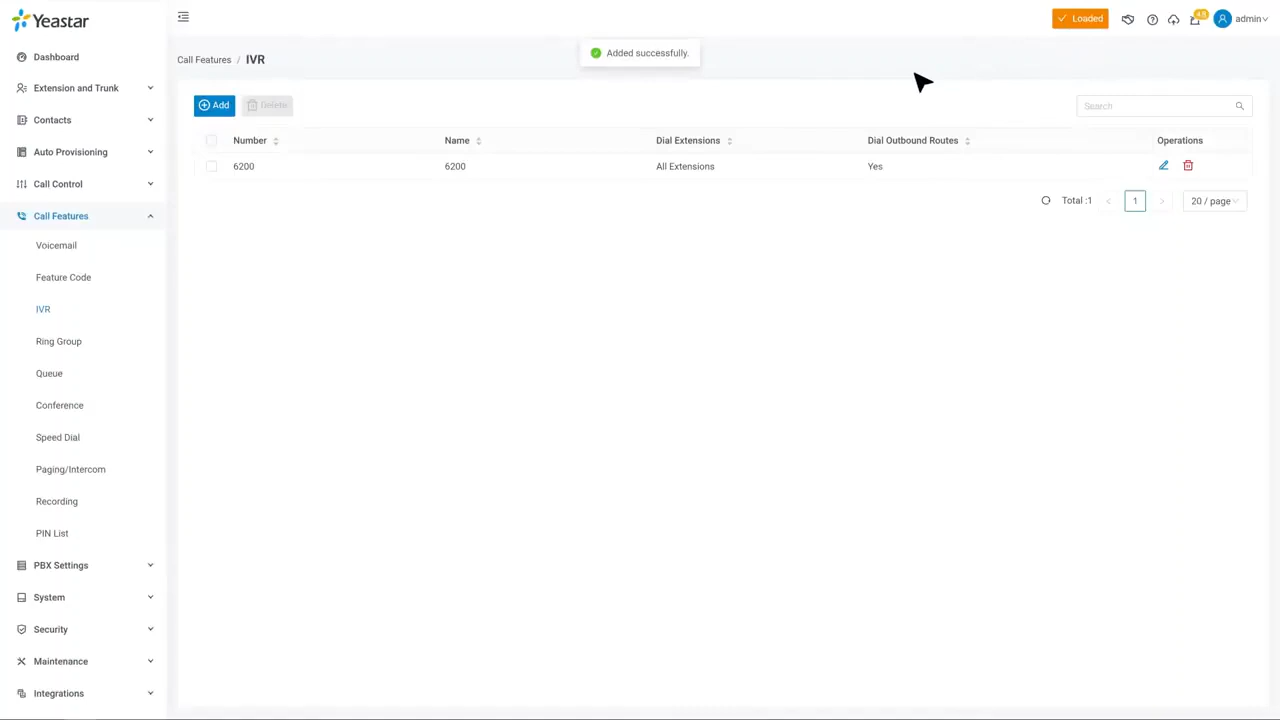 Yeastar
Loaded
48
admin
Dashboard
Extension and Trunk
Contacts
Auto Provisioning
Call Control
Call Features
Voicemail
Feature Code
IVR
Ring Group
Queue
Conference
Speed Dial
Paging/Intercom
Recording
PIN List
PBX Settings
System
Security
Maintenance
Integrations
Call Features / IVR
Added successfully.
Add Delete
Search
Number Name Dial Extensions Dial Outbound Routes Operations
6200 6200 All Extensions Yes
Total :1 < 1 > 20 / page